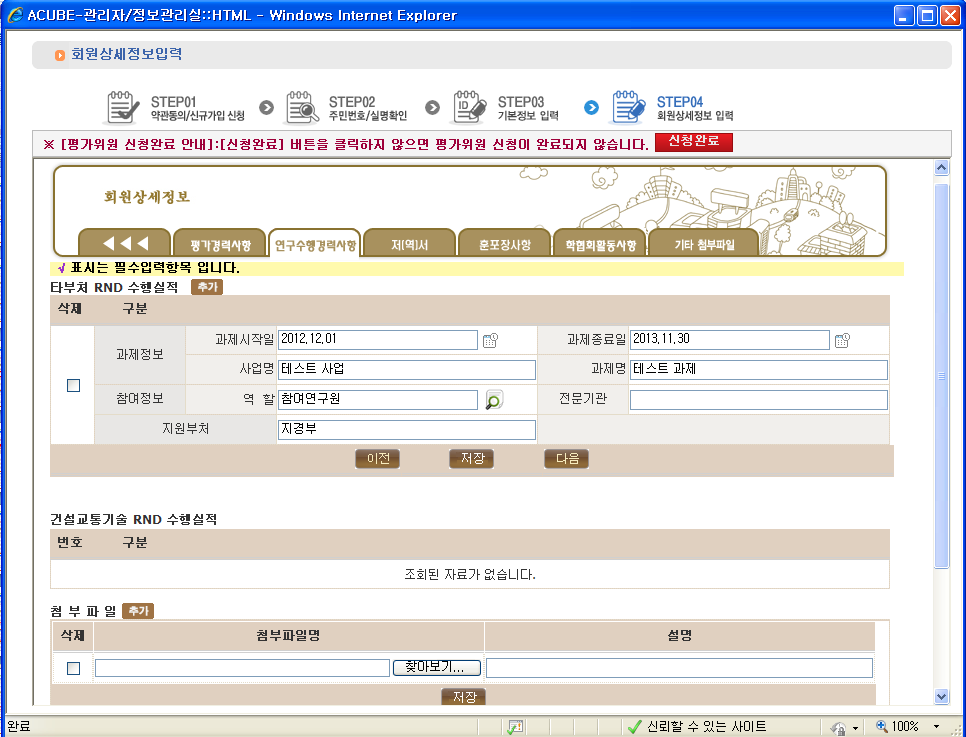 ACUBE-관리자/정보관리실::HTML - Windows Internet Explorer
회원상세정보입력
STEP01 STEP02 STEP03 STEP04
약관동의/신규가입 신청 주민번호/실명확인 기본정보 입력 회원상세정보 입력
※ [평가위원 신청완료 안내]:[신청완료] 버튼을 클릭하지 않으면 평가위원 신청이 완료되지 않습니다. 신청완료
회원상세정보
◀◀◀ 평가경력사항 연구수행경력사항 저(역)서 훈포장사항 학협회활동사항 기타 첨부파일
√ 표시는 필수입력항목 입니다.
타부처 RND 수행실적 추가
삭제 구분
과제정보 과제시작일 2012.12.01 과제종료일 2013.11.30
사업명 테스트 사업 과제명 테스트 과제
참여정보 역 할 참여연구원 전문기관
지원부처 지경부
이전 저장 다음
건설교통기술 RND 수행실적
번호 구분
조회된 자료가 없습니다.
첨 부 파 일 추가
삭제 첨부파일명 설명
찾아보기...
저장
완료 신뢰할 수 있는 사이트 100%